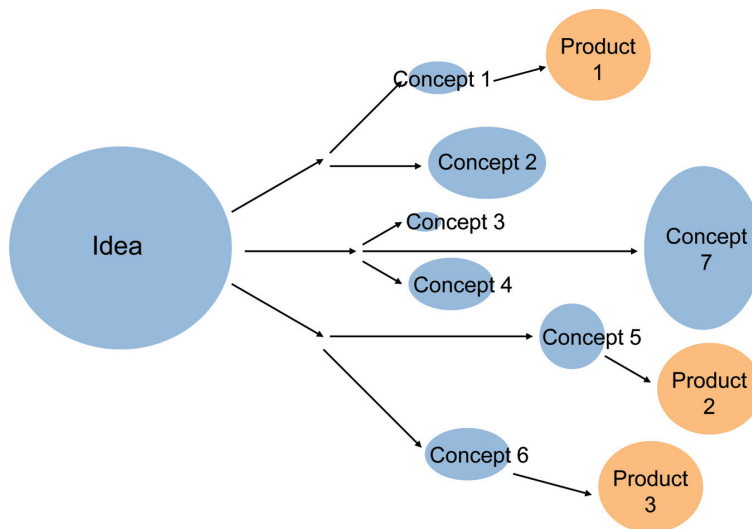 Product
1
Concept 1
Concept 2
Concept 3
Idea
Concept
7
Concept 4
Concept 5
Product
2
Concept 6
Product
3